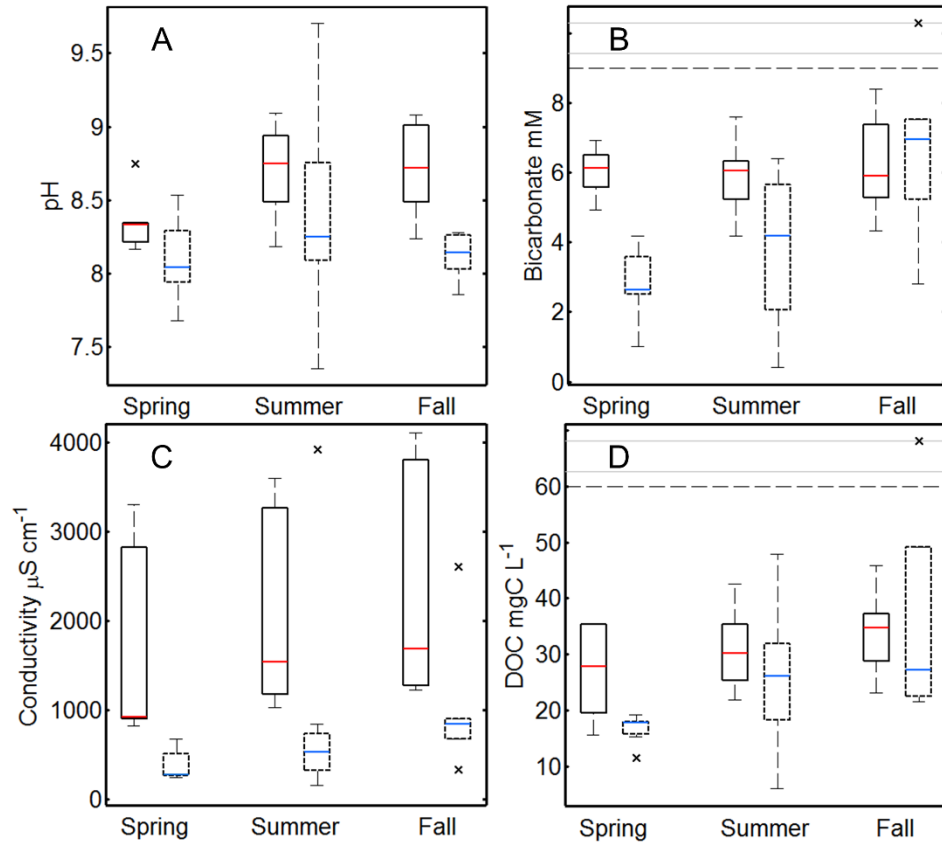 A
pH
9.5
9
8.5
8
7.5
Spring Summer Fall
B
Bicarbonate mM
8
6
4
2
0
Spring Summer Fall
C
Conductivity μS cm-1
4000
3000
2000
1000
0
Spring Summer Fall
D
DOC mgC L-1
60
50
40
30
20
10
Spring Summer Fall